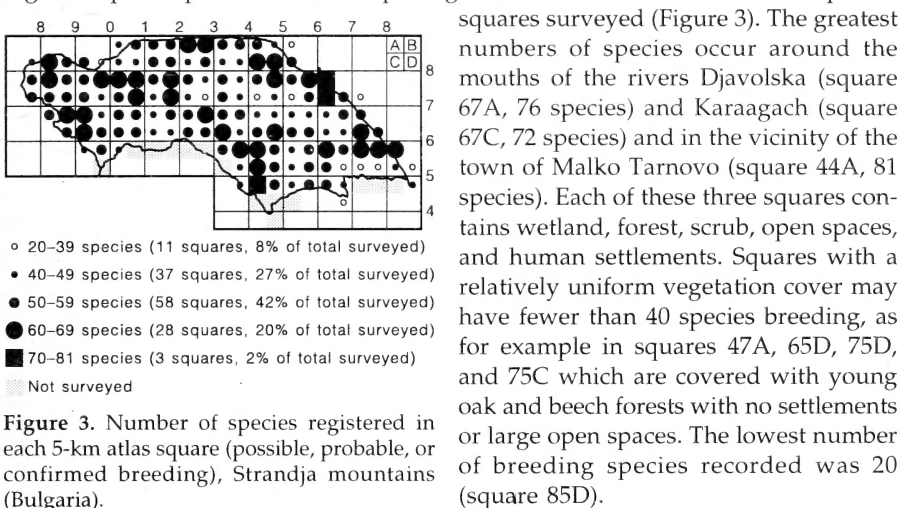 8 9 0 1 2 3 4 5 6 7 8
A B
C D
8
7
6
5
4
20–39 species (11 squares, 8% of total surveyed)
40–49 species (37 squares, 27% of total surveyed)
50–59 species (58 squares, 42% of total surveyed)
60–69 species (28 squares, 20% of total surveyed)
70–81 species (3 squares, 2% of total surveyed)
Not surveyed
Figure 3. Number of species registered in
each 5-km atlas square (possible, probable, or
confirmed breeding), Strandja mountains
(Bulgaria).
squares surveyed (Figure 3). The greatest
numbers of species occur around the
mouths of the rivers Djavolska (square
67A, 76 species) and Karaagach (square
67C, 72 species) and in the vicinity of the
town of Malko Tarnovo (square 44A, 81
species). Each of these three squares con-
tains wetland, forest, scrub, open spaces,
and human settlements. Squares with a
relatively uniform vegetation cover may
have fewer than 40 species breeding, as
for example in squares 47A, 65D, 75D,
and 75C which are covered with young
oak and beech forests with no settlements
or large open spaces. The lowest number
of breeding species recorded was 20
(square 85D).